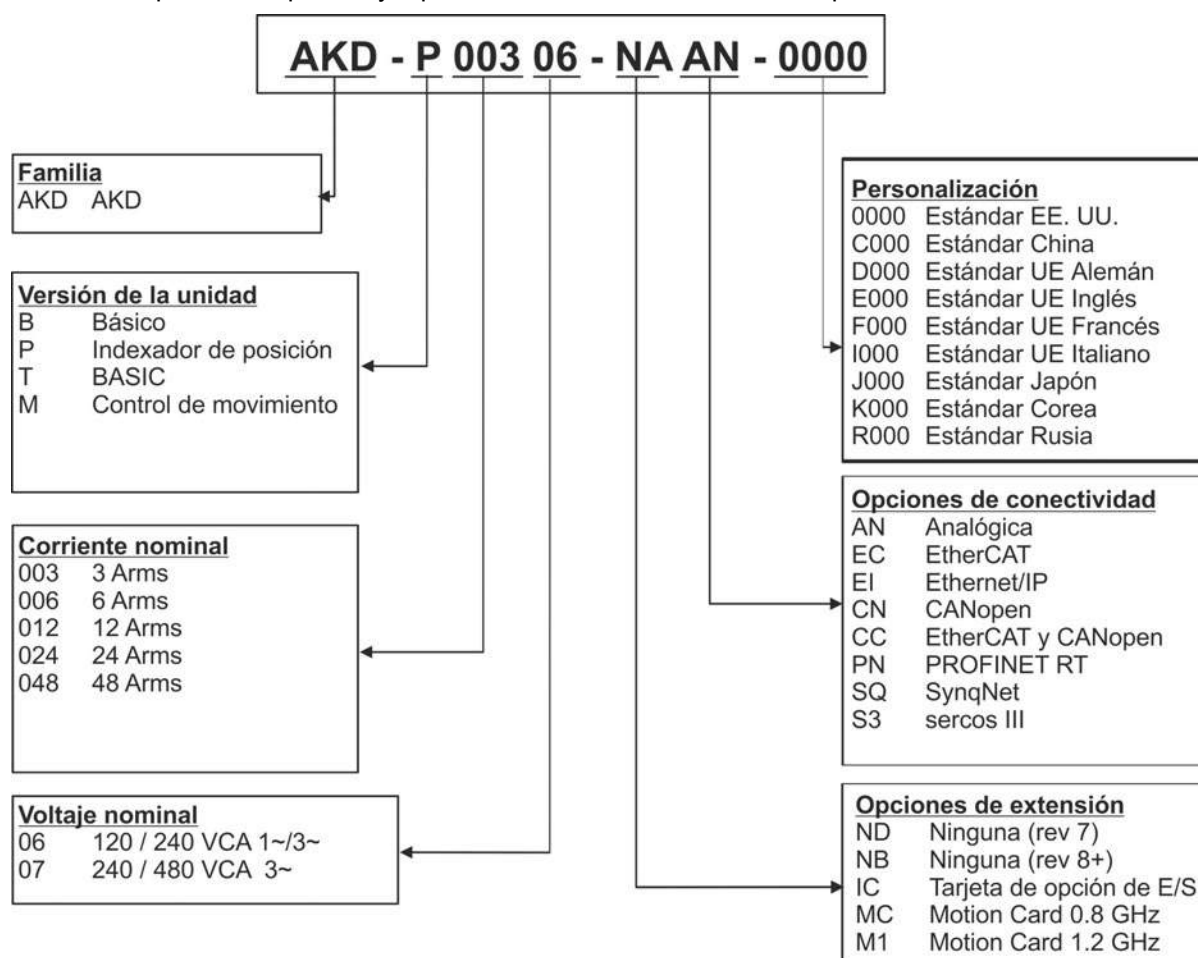 AKD - P 003 06 - NA AN - 0000
Familia
AKD AKD
Versión de la unidad
B Básico
P Indexador de posición
T BASIC
M Control de movimiento
Corriente nominal
003 3 Arms
006 6 Arms
012 12 Arms
024 24 Arms
048 48 Arms
Voltaje nominal
06 120 / 240 VCA 1~/3~
07 240 / 480 VCA 3~
Personalización
0000 Estándar EE. UU.
C000 Estándar China
D000 Estándar UE Alemán
E000 Estándar UE Inglés
F000 Estándar UE Francés
I000 Estándar UE Italiano
J000 Estándar Japón
K000 Estándar Corea
R000 Estándar Rusia
Opciones de conectividad
AN Analógica
EC EtherCAT
EI Ethernet/IP
CN CANopen
CC EtherCAT y CANopen
PN PROFINET RT
SQ SynqNet
S3 sercos III
Opciones de extensión
ND Ninguna (rev 7)
NB Ninguna (rev 8+)
IC Tarjeta de opción de E/S
MC Motion Card 0.8 GHz
M1 Motion Card 1.2 GHz